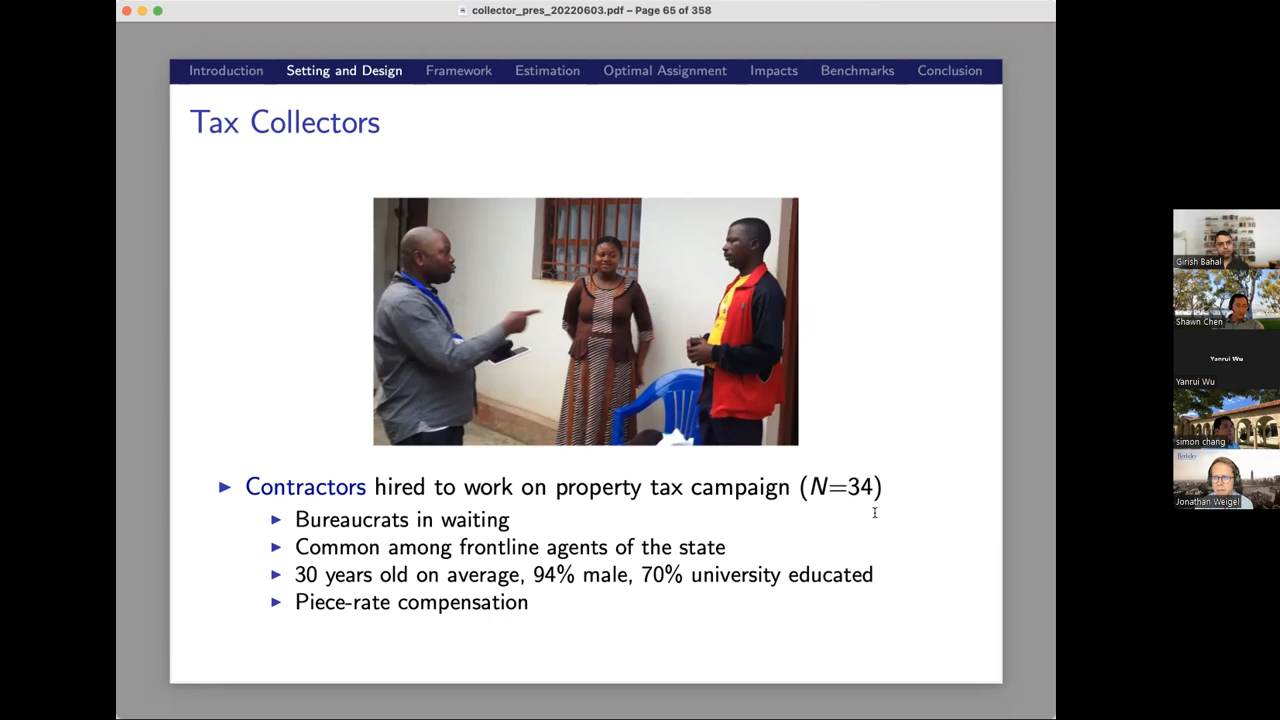 collector_pres_20220603.pdf – Page 65 of 358
Introduction Setting and Design Framework Estimation Optimal Assignment Impacts Benchmarks Conclusion
Tax Collectors
Contractors hired to work on property tax campaign (N=34)
Bureaucrats in waiting
Common among frontline agents of the state
30 years old on average, 94% male, 70% university educated
Piece-rate compensation
Girish Bahal
Shawn Chen
Yanrui Wu
Yanrui Wu
simon chang
Berkeley
Jonathan Weigel